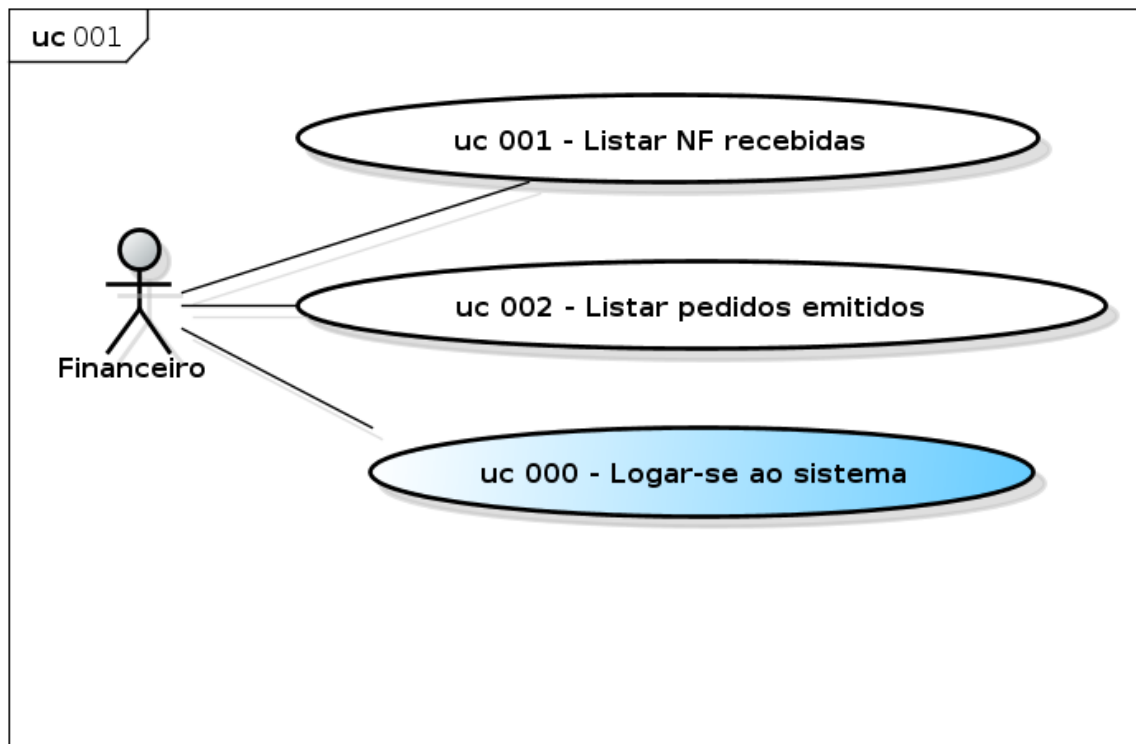 uc 001
uc 001 - Listar NF recebidas
uc 002 - Listar pedidos emitidos
Financeiro
uc 000 - Logar-se ao sistema